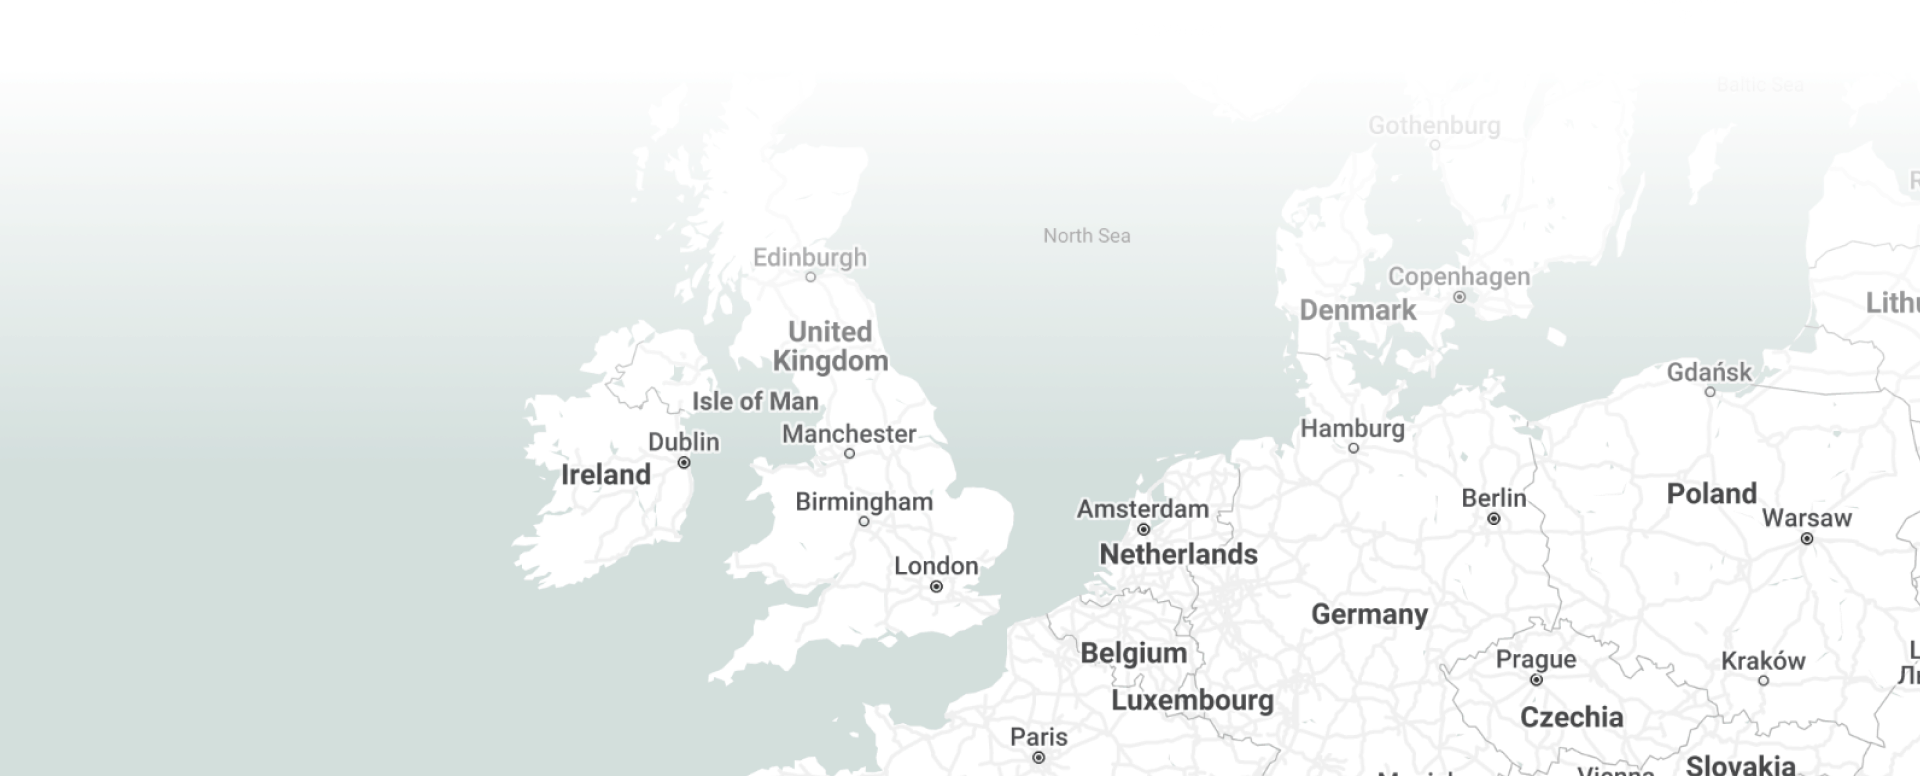 Baltic Sea
Gothenburg
North Sea
Edinburgh
Copenhagen
Denmark
United
Kingdom
Gdańsk
Isle of Man
Manchester
Hamburg
Dublin
Ireland
Birmingham
Amsterdam
Berlin
Poland
Warsaw
Netherlands
London
Germany
Belgium
Prague
Kraków
Luxembourg
Czechia
Paris
Slovakia
Vienna